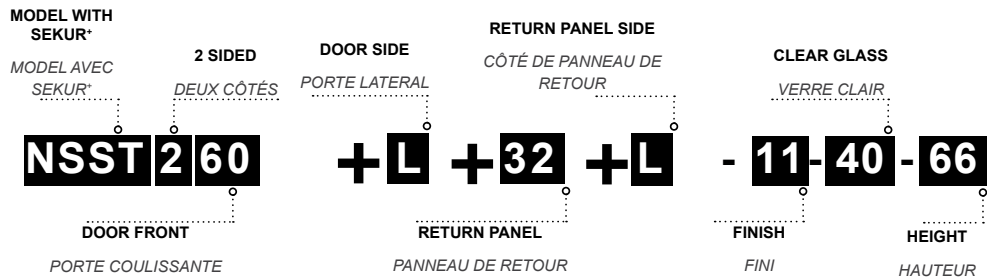 MODEL WITH
SEKUR⁺
MODEL AVEC
SEKUR⁺
2 SIDED
DEUX CÔTÉS
DOOR SIDE
PORTE LATERAL
RETURN PANEL SIDE
CÔTÉ DE PANNEAU DE
RETOUR
CLEAR GLASS
VERRE CLAIR
NSST 2 60 + L + 32 + L - 11 - 40 - 66
DOOR FRONT
PORTE COULISSANTE
RETURN PANEL
PANNEAU DE RETOUR
FINISH
FINI
HEIGHT
HAUTEUR